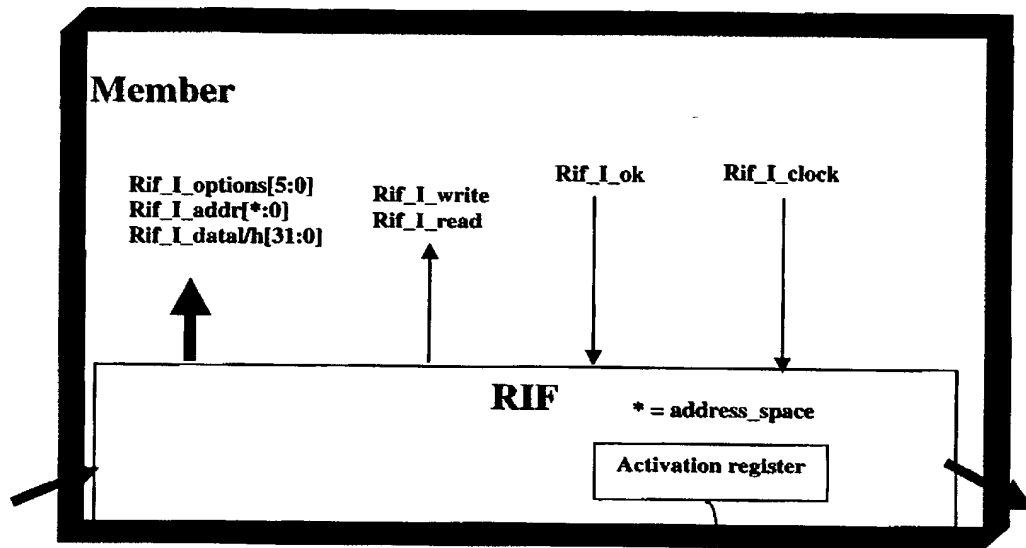 Member
Rif_I_options[5:0]
Rif_I_addr[*:0]
Rif_I_datal/h[31:0]
Rif_I_write
Rif_I_read
Rif_I_ok
Rif_I_clock
RIF
* = address_space
Activation register